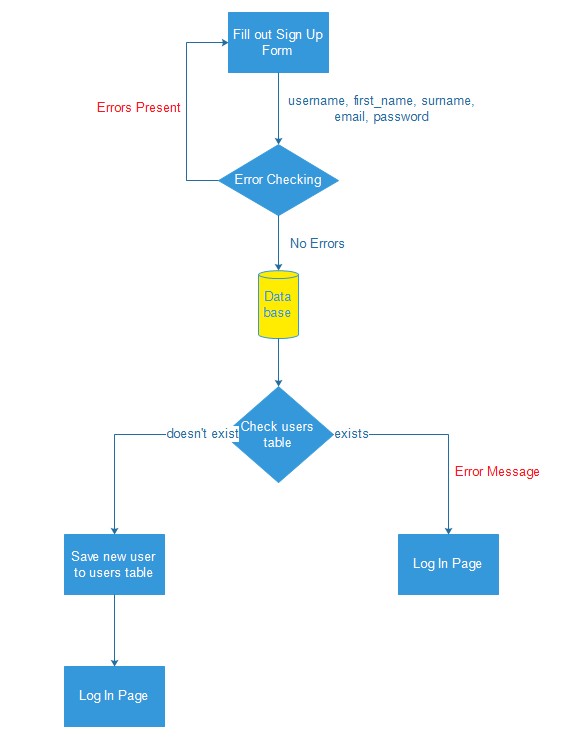 Fill out Sign Up
Form
Errors Present
username, first_name, surname,
email, password
Error Checking
No Errors
Data
base
doesn't exist
Check users
table
exists
Error Message
Save new user
to users table
Log In Page
Log In Page